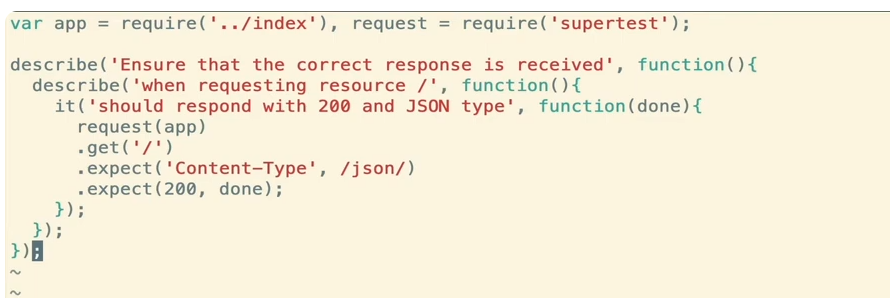 var app = require('../index'), request = require('supertest');

describe('Ensure that the correct response is received', function(){
  describe('when requesting resource /', function(){
    it('should respond with 200 and JSON type', function(done){
      request(app)
      .get('/')
      .expect('Content-Type', /json/)
      .expect(200, done);
    });
  });
});
~
~